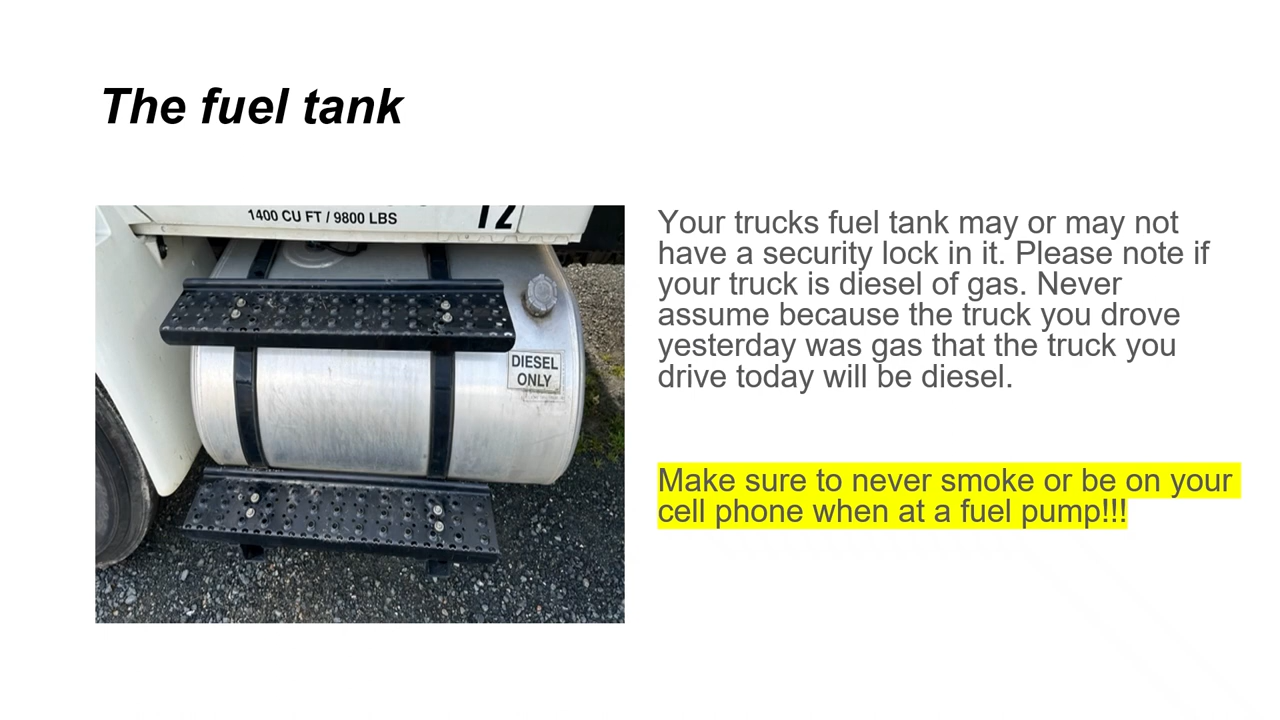 The fuel tank
1400 CU FT / 9800 LBS
12
DIESEL
ONLY
Your trucks fuel tank may or may not
have a security lock in it. Please note if
your truck is diesel of gas. Never
assume because the truck you drove
yesterday was gas that the truck you
drive today will be diesel.
Make sure to never smoke or be on your
cell phone when at a fuel pump!!!